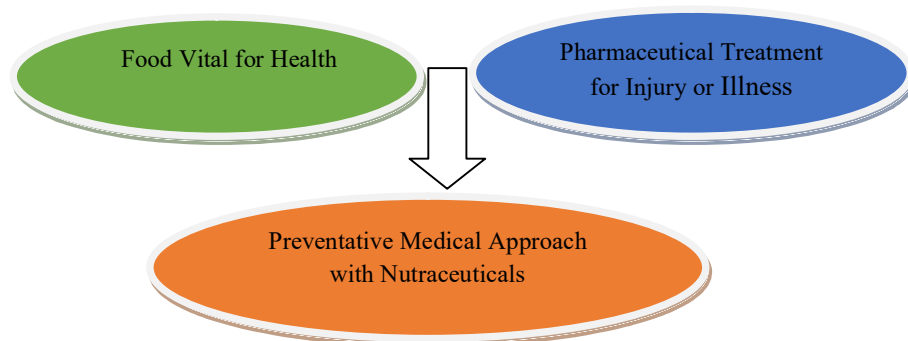 Food Vital for Health
Pharmaceutical Treatment
for Injury or Illness
Preventative Medical Approach
with Nutraceuticals